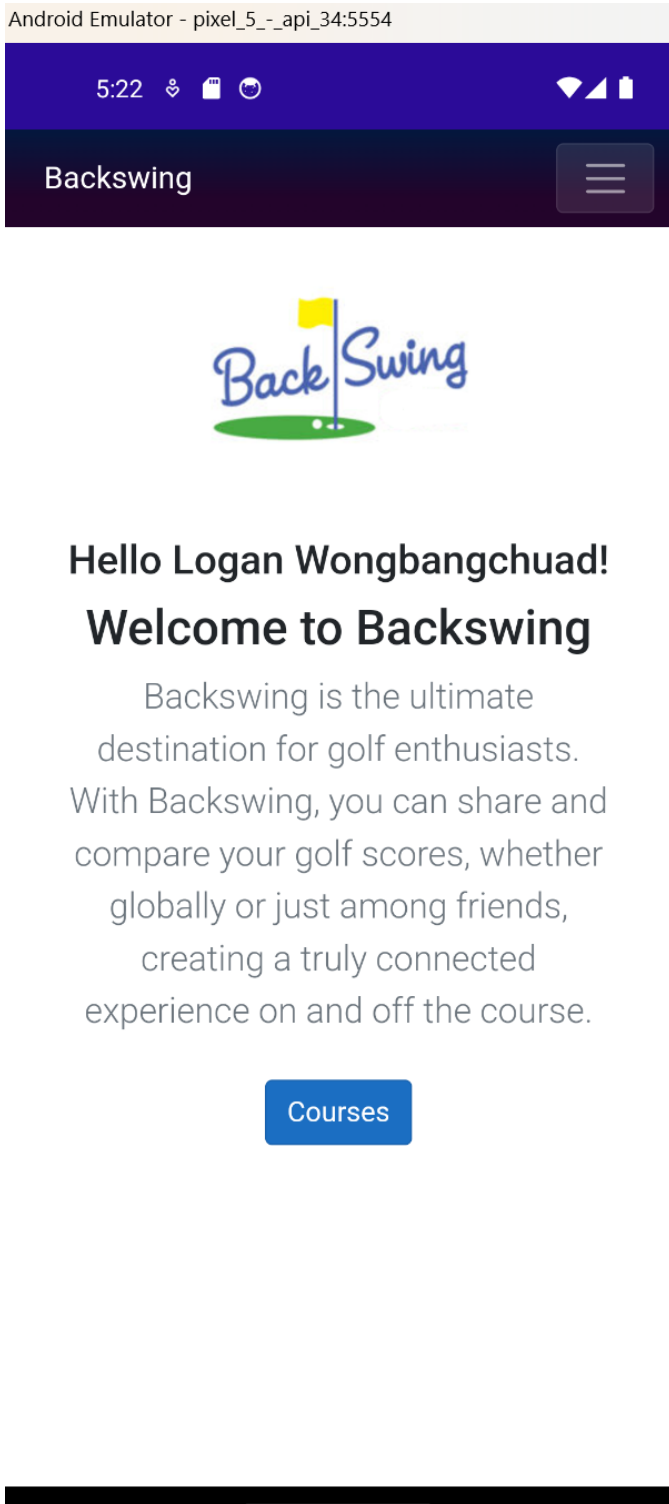 Android Emulator - pixel_5_-_api_34:5554
5:22
Backswing
Back Swing
Hello Logan Wongbangchuad!
Welcome to Backswing
Backswing is the ultimate
destination for golf enthusiasts.
With Backswing, you can share and
compare your golf scores, whether
globally or just among friends,
creating a truly connected
experience on and off the course.
Courses